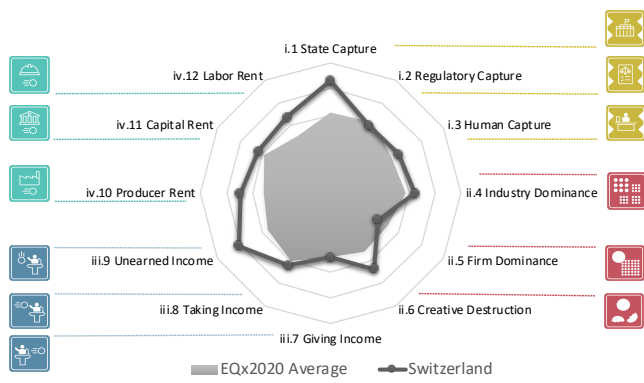 i.1 State Capture
iv.12 Labor Rent
i.2 Regulatory Capture
iv.11 Capital Rent
i.3 Human Capture
iv.10 Producer Rent
ii.4 Industry Dominance
iii.9 Unearned Income
ii.5 Firm Dominance
iii.8 Taking Income
ii.6 Creative Destruction
iii.7 Giving Income
EQx2020 Average
Switzerland